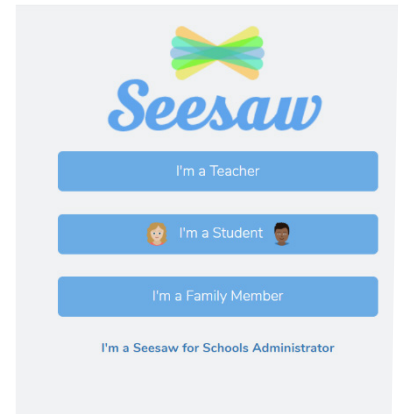 Seesaw
I'm a Teacher
I'm a Student
I'm a Family Member
I'm a Seesaw for Schools Administrator